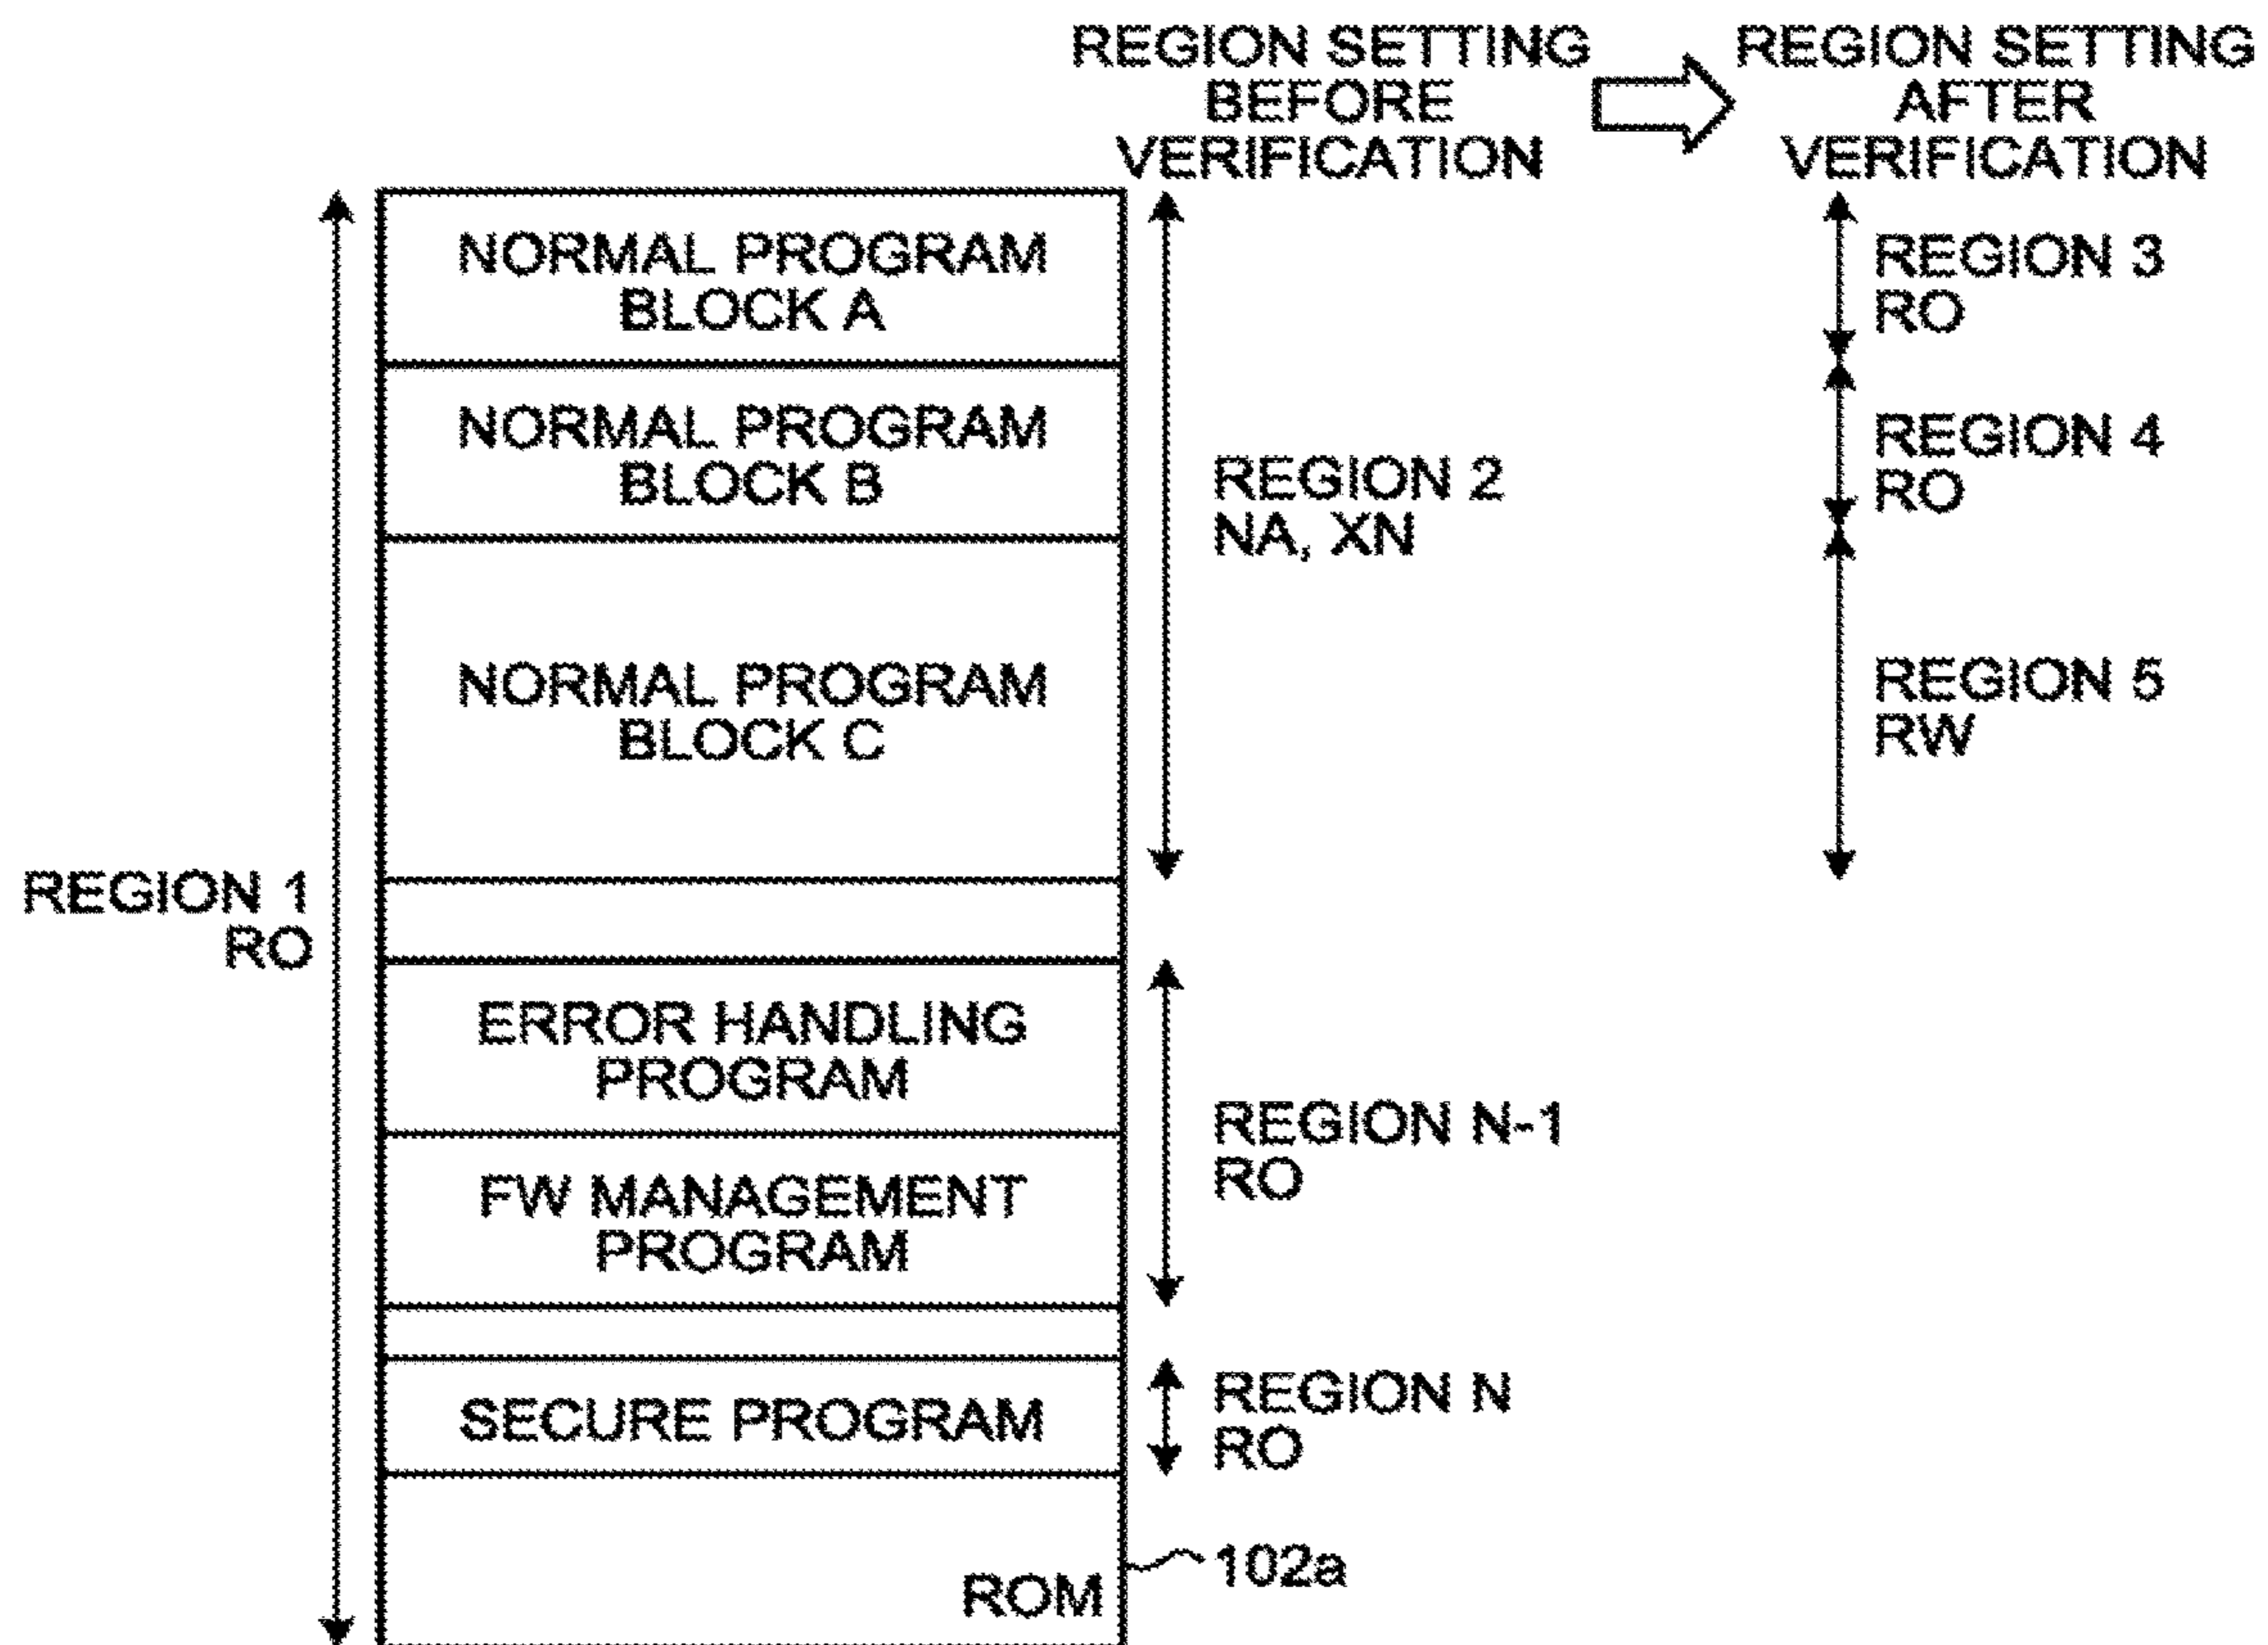 REGION SETTING
BEFORE
VERIFICATION
REGION SETTING
AFTER
VERIFICATION
NORMAL PROGRAM
BLOCK A
NORMAL PROGRAM
BLOCK B
NORMAL PROGRAM
BLOCK C
ERROR HANDLING
PROGRAM
FW MANAGEMENT
PROGRAM
SECURE PROGRAM
ROM
REGION 1
RO
REGION 2
NA, XN
REGION N-1
RO
REGION N
RO
102a
REGION 3
RO
REGION 4
RO
REGION 5
RW